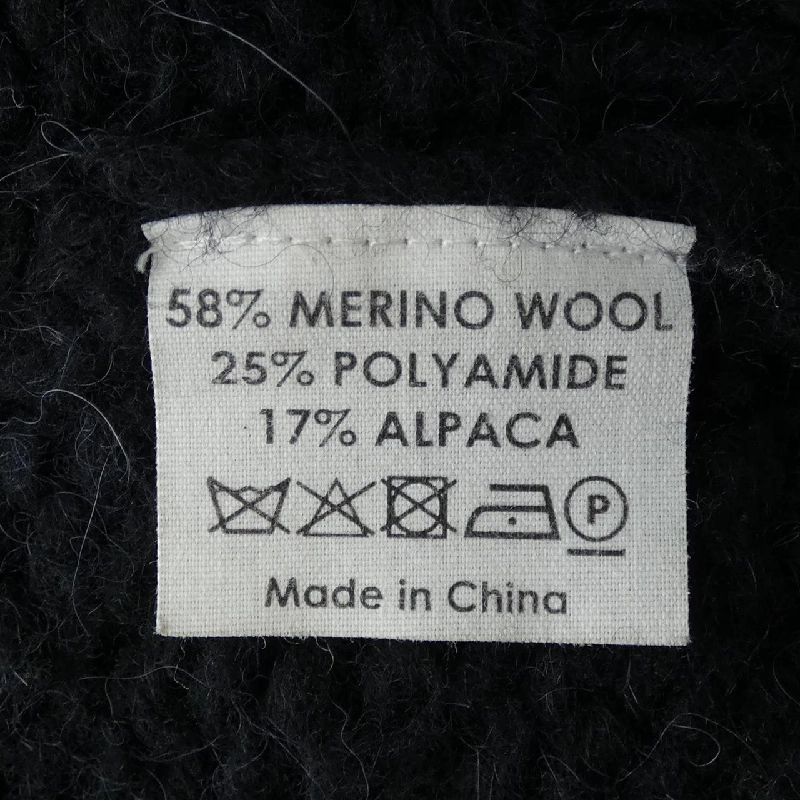 58% MERINO WOOL
25% POLYAMIDE
17% ALPACA
P
Made in China